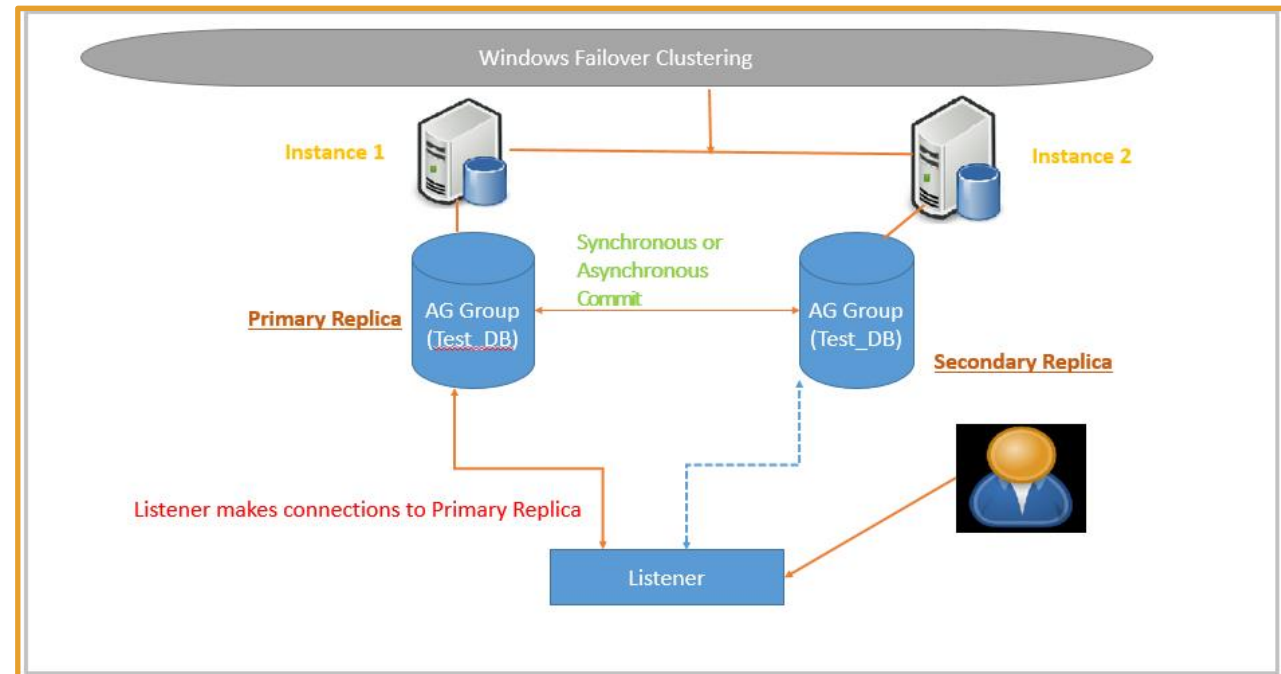 Windows Failover Clustering
Instance 1
Instance 2
Synchronous or
Asynchronous
Commit
Primary Replica
AG Group
(Test_DB)
AG Group
(Test_DB)
Secondary Replica
Listener makes connections to Primary Replica
Listener